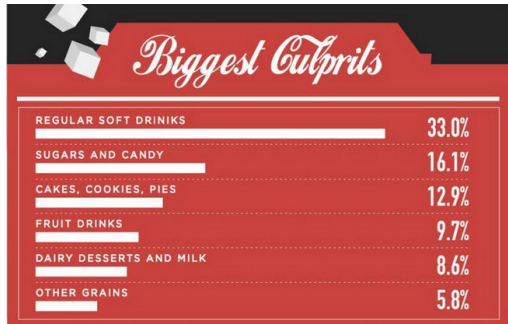 Biggest Culprits
REGULAR SOFT DRINIKS 33.0%
SUGARS AND CANDY 16.1%
CAKES, COOKIES, PIES 12.9%
FRUIT DRINKS 9.7%
DAIRY DESSERTS AND MILK 8.6%
OTHER GRAINS 5.8%